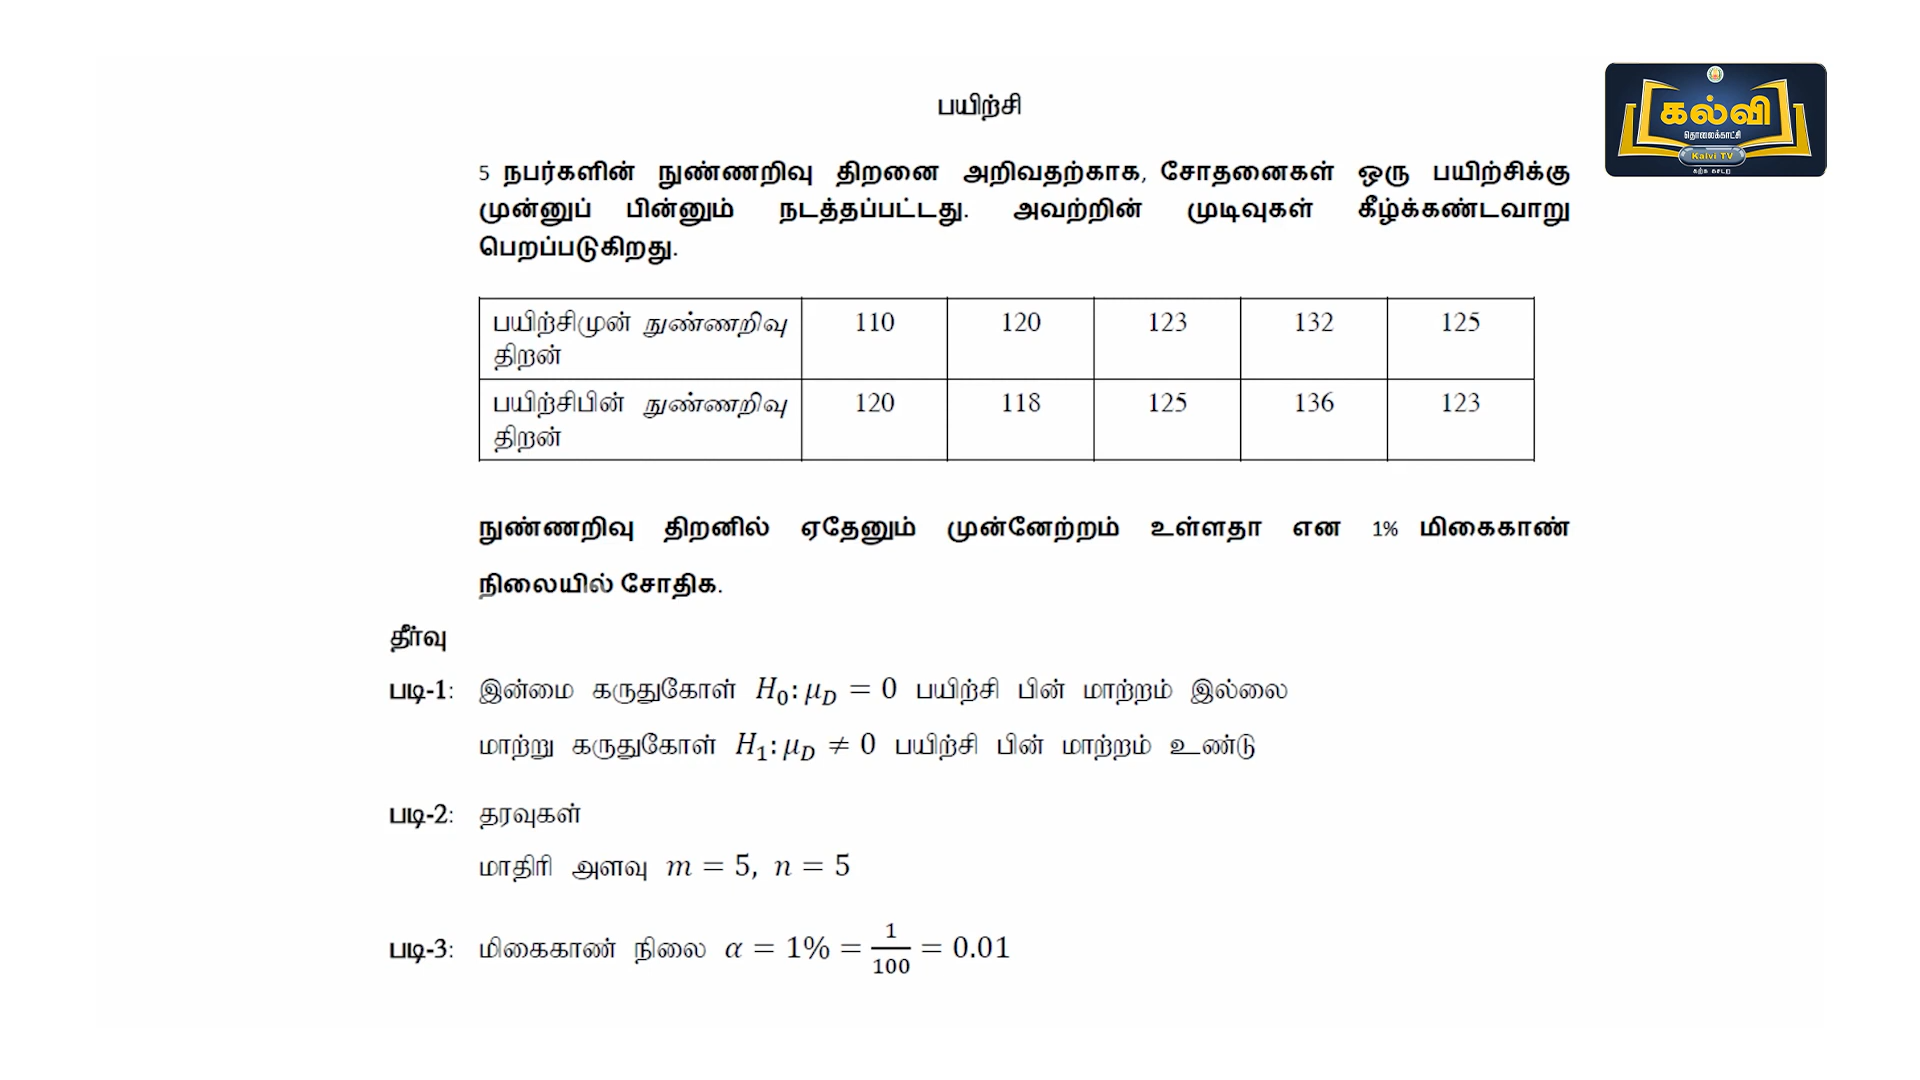 பயிற்சி
கல்வி
தொலைக்காட்சி
Kalvi TV
கற்க கசடற
5 நபர்களின் நுண்ணறிவு திறனை அறிவதற்காக, சோதனைகள் ஒரு பயிற்சிக்கு
முன்னுப் பின்னும் நடத்தப்பட்டது. அவற்றின் முடிவுகள் கீழ்க்கண்டவாறு
பெறப்படுகிறது.
பயிற்சிமுன் நுண்ணறிவு திறன் 110 120 123 132 125
பயிற்சிபின் நுண்ணறிவு திறன் 120 118 125 136 123
நுண்ணறிவு திறனில் ஏதேனும் முன்னேற்றம் உள்ளதா என 1% மிகைகாண்
நிலையில் சோதிக.
தீர்வு
படி-1: இன்மை கருதுகோள் H₀: μ_D = 0 பயிற்சி பின் மாற்றம் இல்லை
மாற்று கருதுகோள் H₁: μ_D ≠ 0 பயிற்சி பின் மாற்றம் உண்டு
படி-2: தரவுகள்
மாதிரி அளவு m = 5, n = 5
படி-3: மிகைகாண் நிலை α = 1% = 1/100 = 0.01